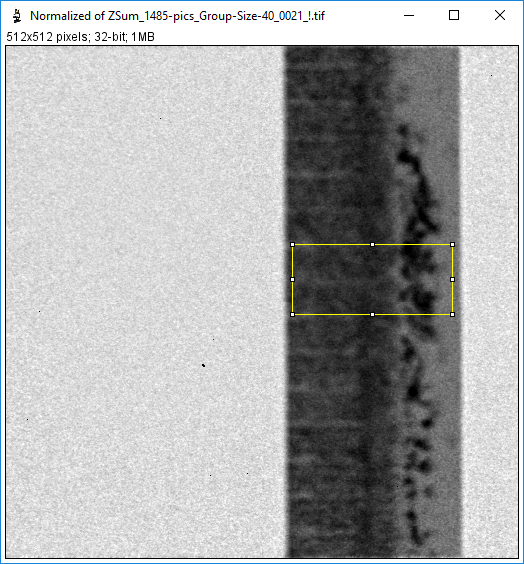 Normalized of ZSum_1485-pics_Group-Size-40_0021_!.tif
512x512 pixels; 32-bit; 1MB